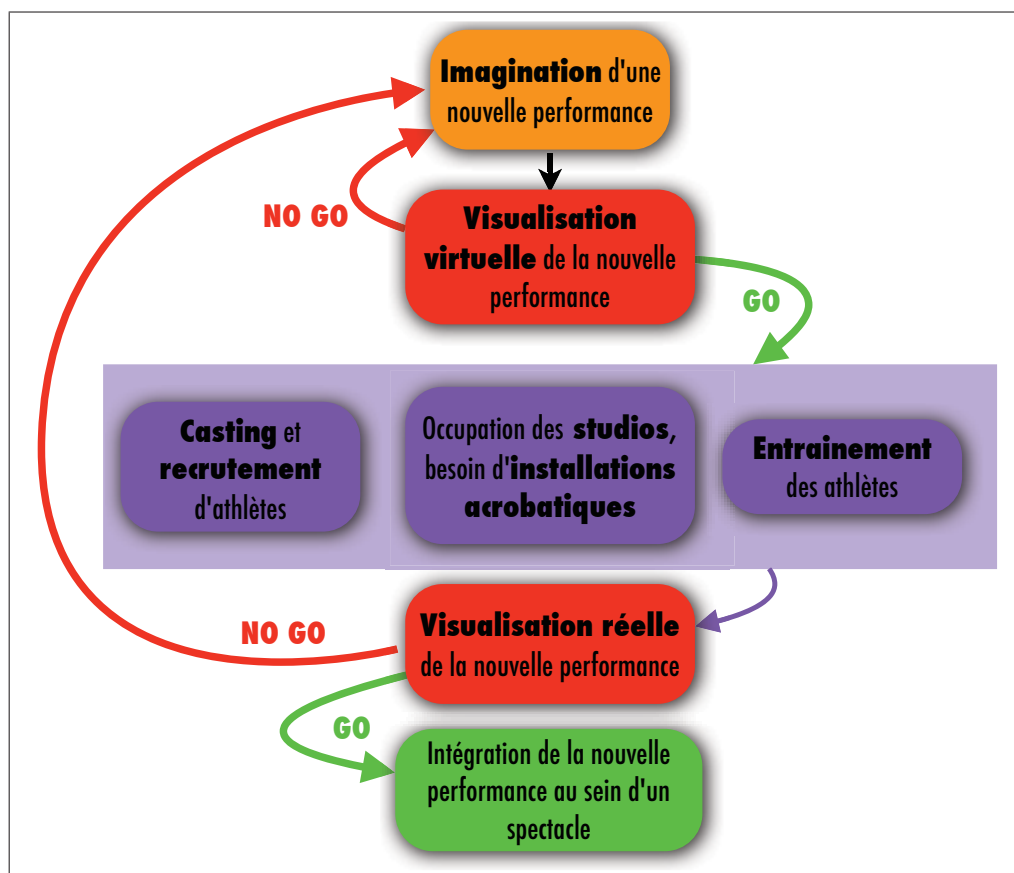 Imagination d'une
nouvelle performance
NO GO
Visualisation
virtuelle de la nouvelle
performance
GO
Casting et
recrutement
d'athlètes
Occupation des studios,
besoin d'installations
acrobatiques
Entrainement
des athlètes
NO GO
Visualisation réelle
de la nouvelle performance
GO
Intégration de la nouvelle
performance au sein d'un
spectacle